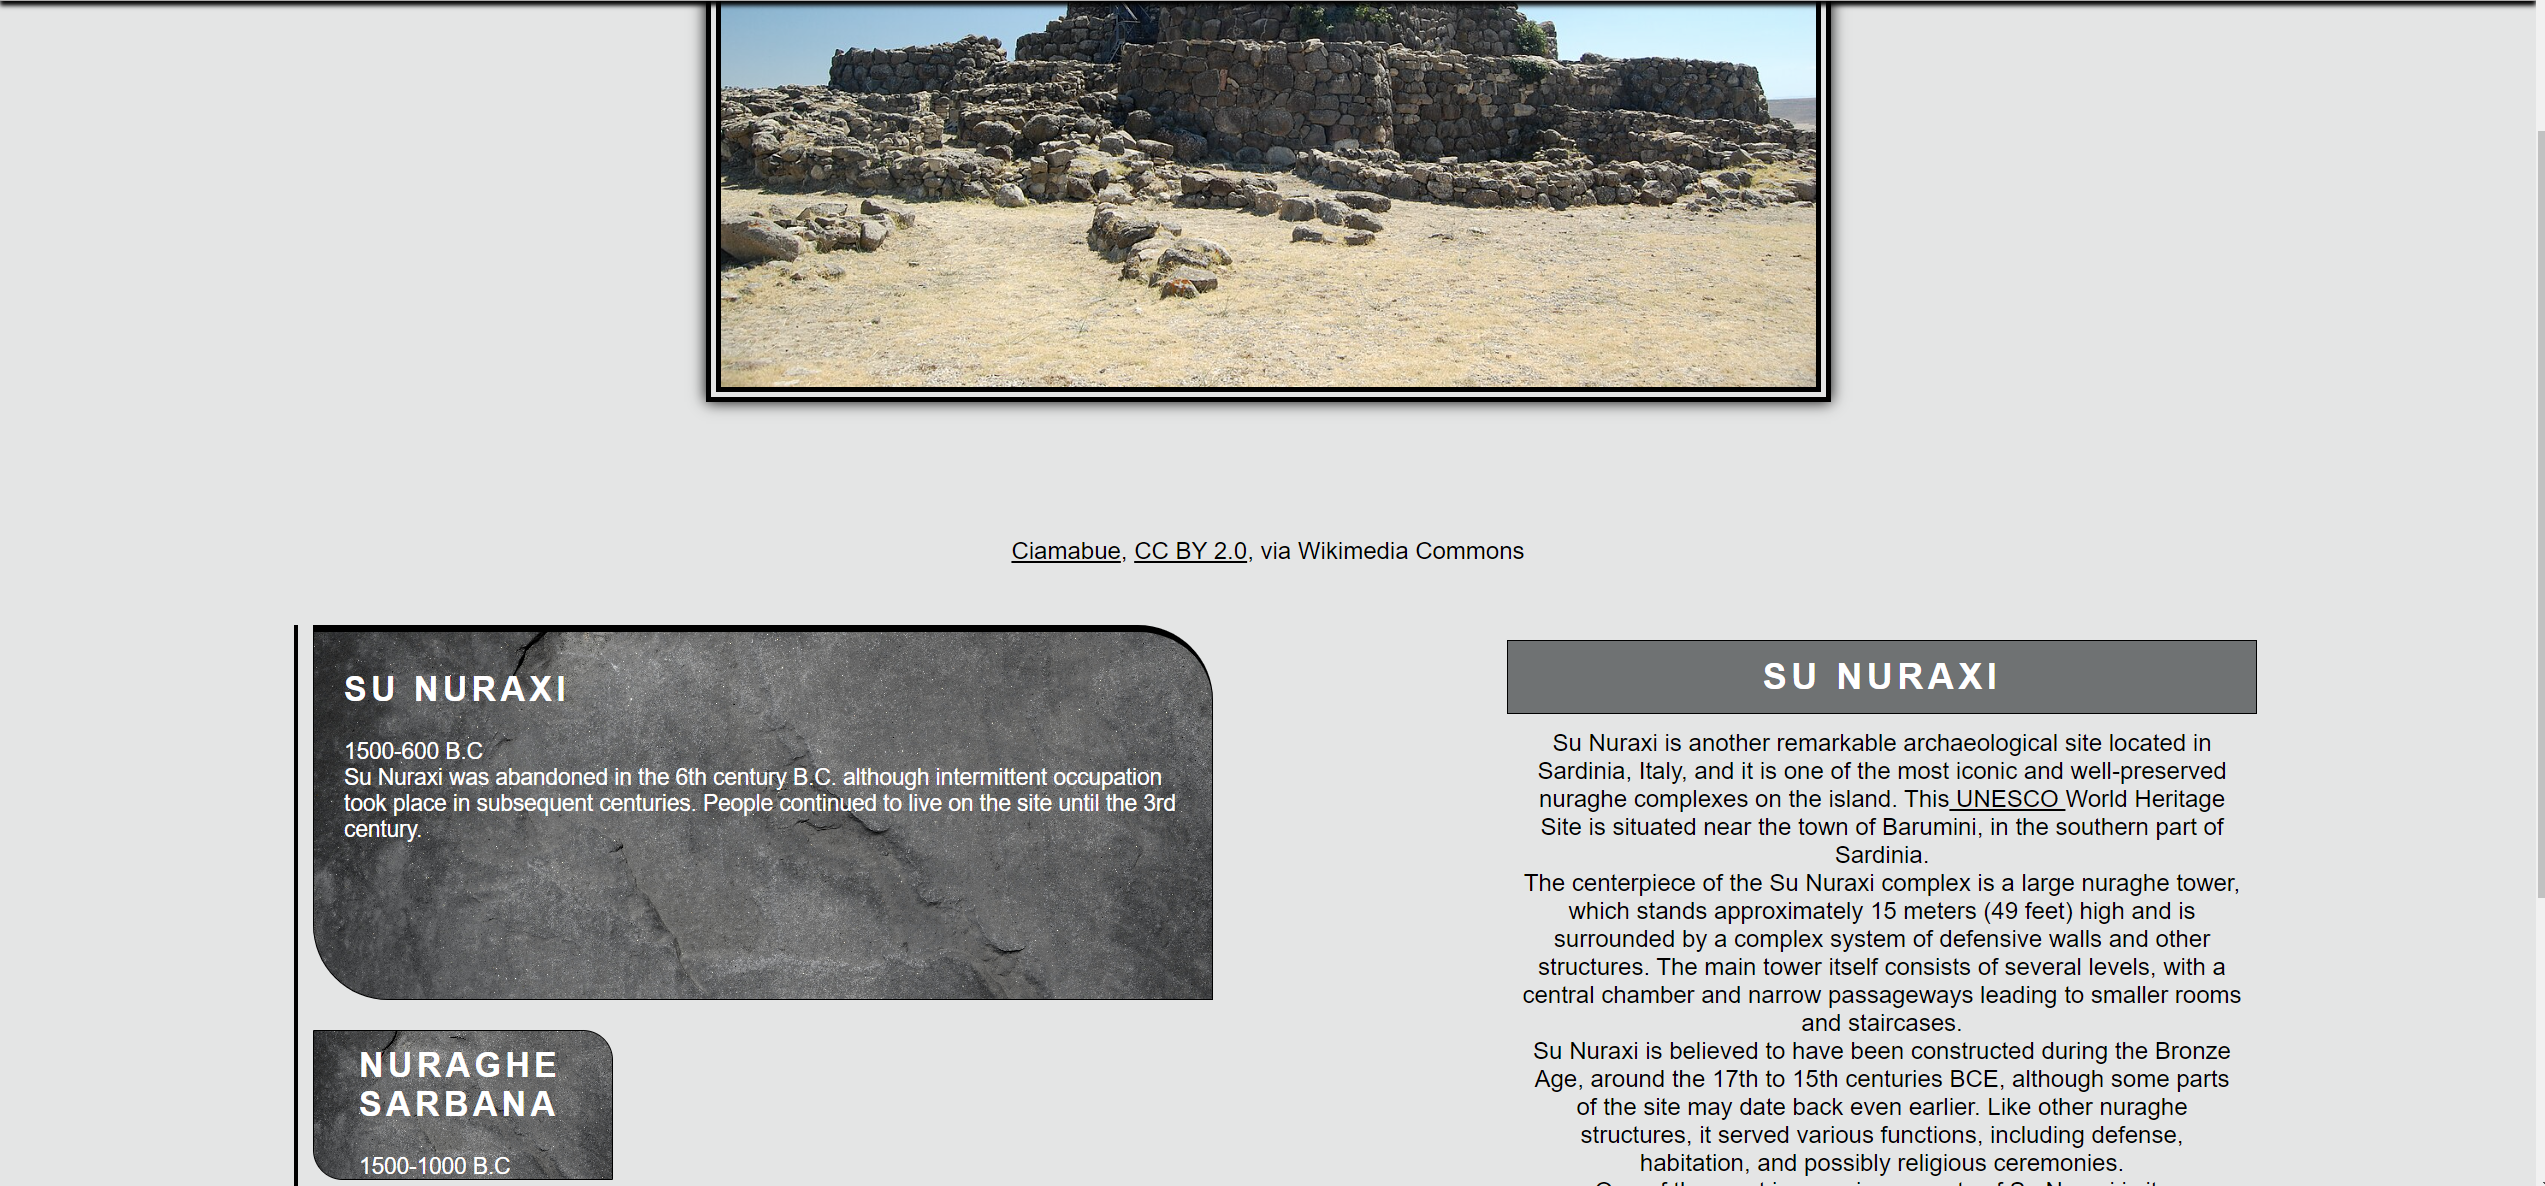 Ciamabue, CC BY 2.0, via Wikimedia Commons
SU NURAXI
1500-600 B.C
Su Nuraxi was abandoned in the 6th century B.C. although intermittent occupation
took place in subsequent centuries. People continued to live on the site until the 3rd
century.
NURAGHE
SARBANA
1500-1000 B.C
SU NURAXI
Su Nuraxi is another remarkable archaeological site located in
Sardinia, Italy, and it is one of the most iconic and well-preserved
nuraghe complexes on the island. This UNESCO World Heritage
Site is situated near the town of Barumini, in the southern part of
Sardinia.
The centerpiece of the Su Nuraxi complex is a large nuraghe tower,
which stands approximately 15 meters (49 feet) high and is
surrounded by a complex system of defensive walls and other
structures. The main tower itself consists of several levels, with a
central chamber and narrow passageways leading to smaller rooms
and staircases.
Su Nuraxi is believed to have been constructed during the Bronze
Age, around the 17th to 15th centuries BCE, although some parts
of the site may date back even earlier. Like other nuraghe
structures, it served various functions, including defense,
habitation, and possibly religious ceremonies.